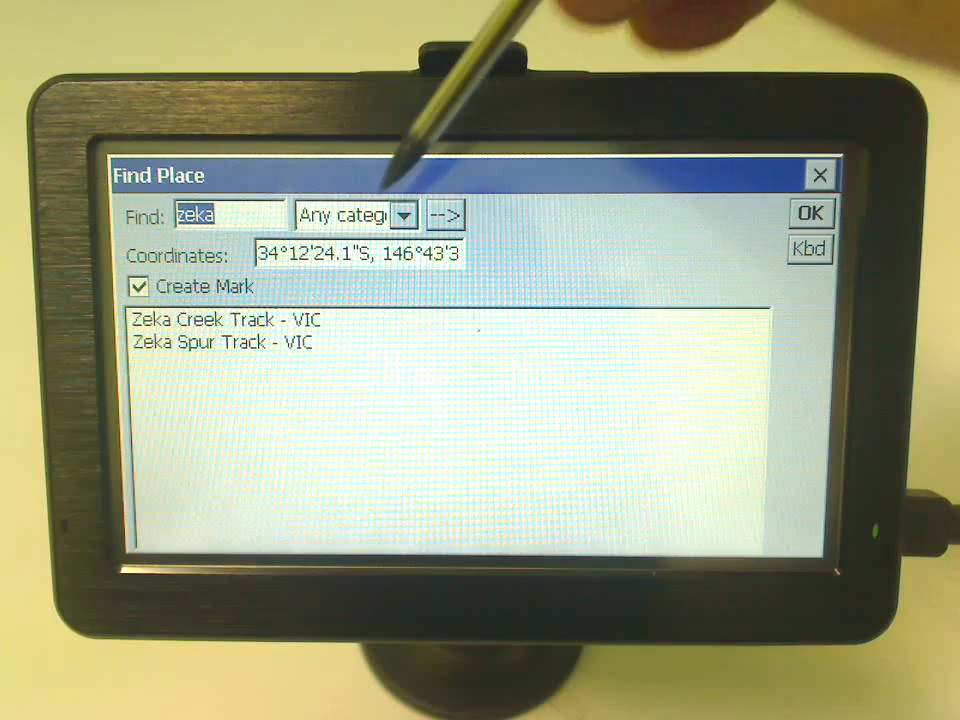 Find Place
Find: zeka Any categ --> OK
Coordinates: 34°12'24.1"S, 146°43'3 Kbd
Create Mark
Zeka Creek Track - VIC
Zeka Spur Track - VIC